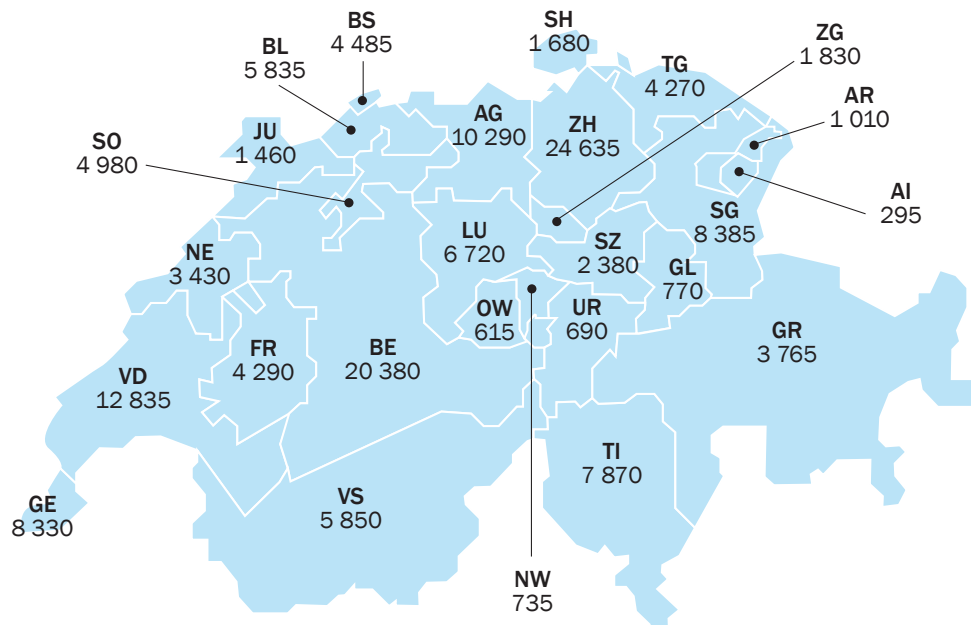 BS
4 485
SH
1 680
ZG
1 830
BL
5 835
TG
4 270
AR
1 010
AG
10 290
ZH
24 635
JU
1 460
SO
4 980
AI
295
SG
8 385
LU
6 720
SZ
2 380
NE
3 430
GL
770
OW
615
UR
690
GR
3 765
FR
4 290
BE
20 380
VD
12 835
TI
7 870
VS
5 850
GE
8 330
NW
735